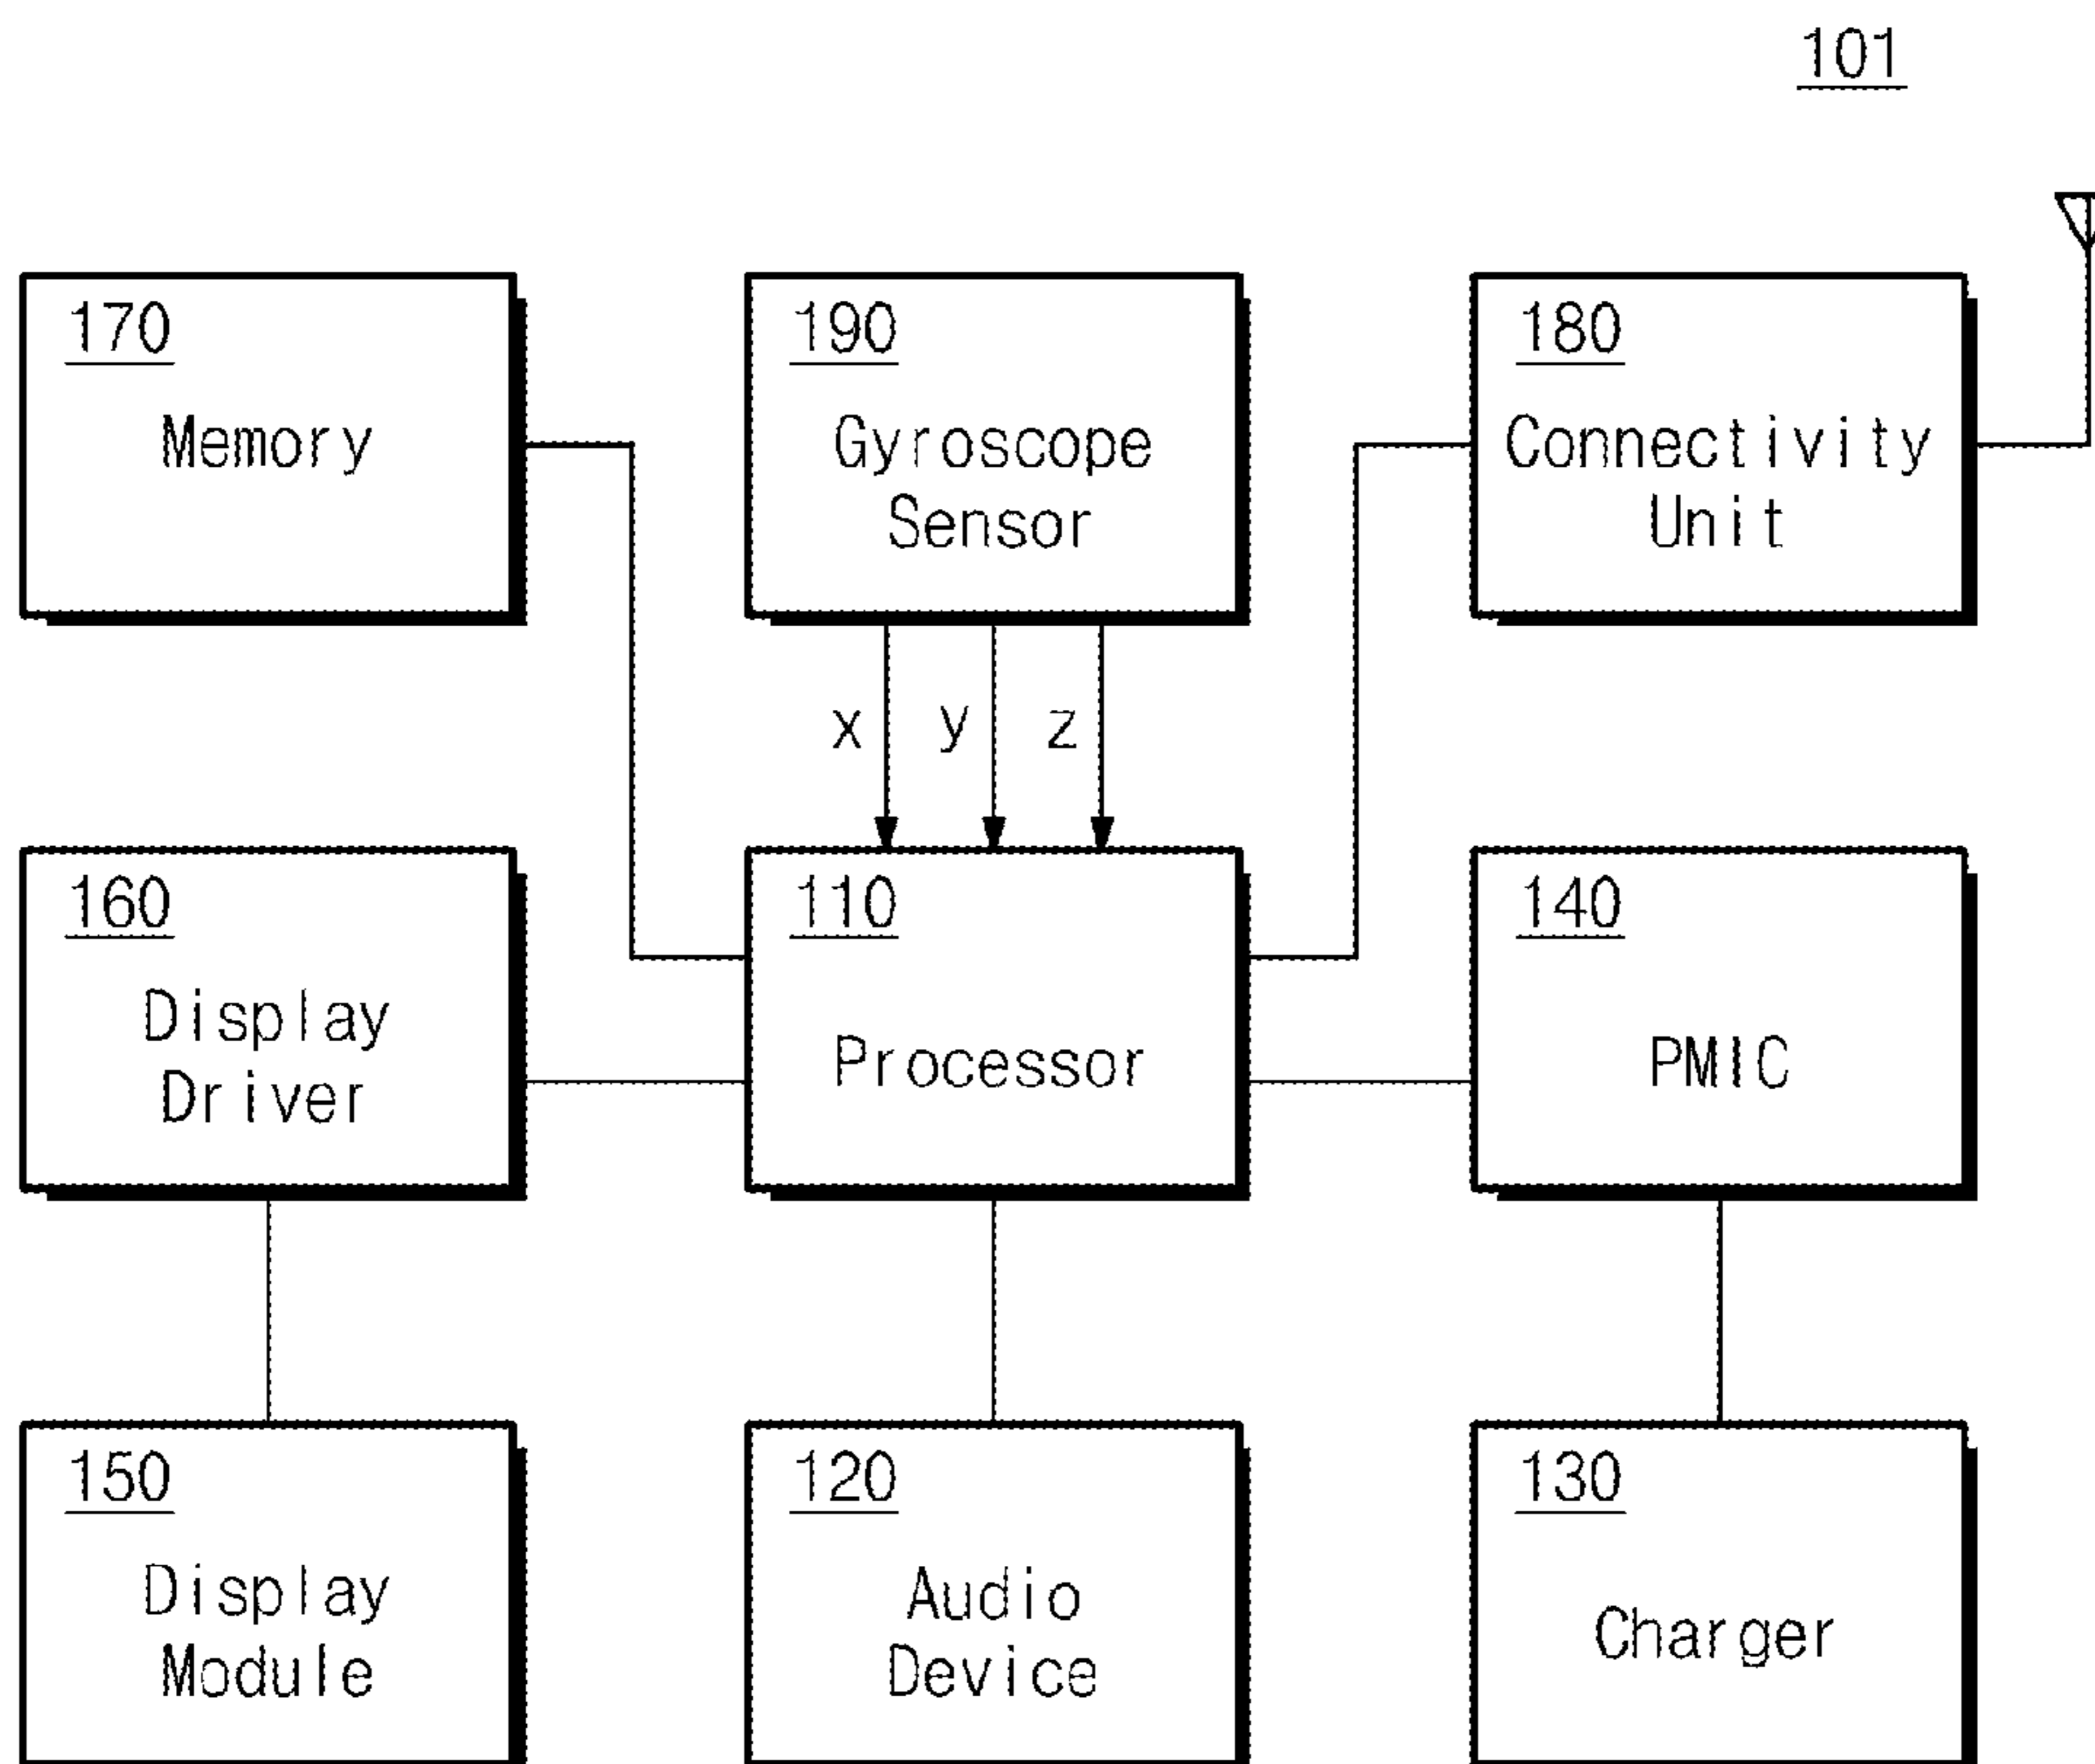 101
170
Memory
190
Gyroscope
Sensor
180
Connectivity
Unit
x
y
z
160
Display
Driver
110
Processor
140
PMIC
150
Display
Module
120
Audio
Device
130
Charger